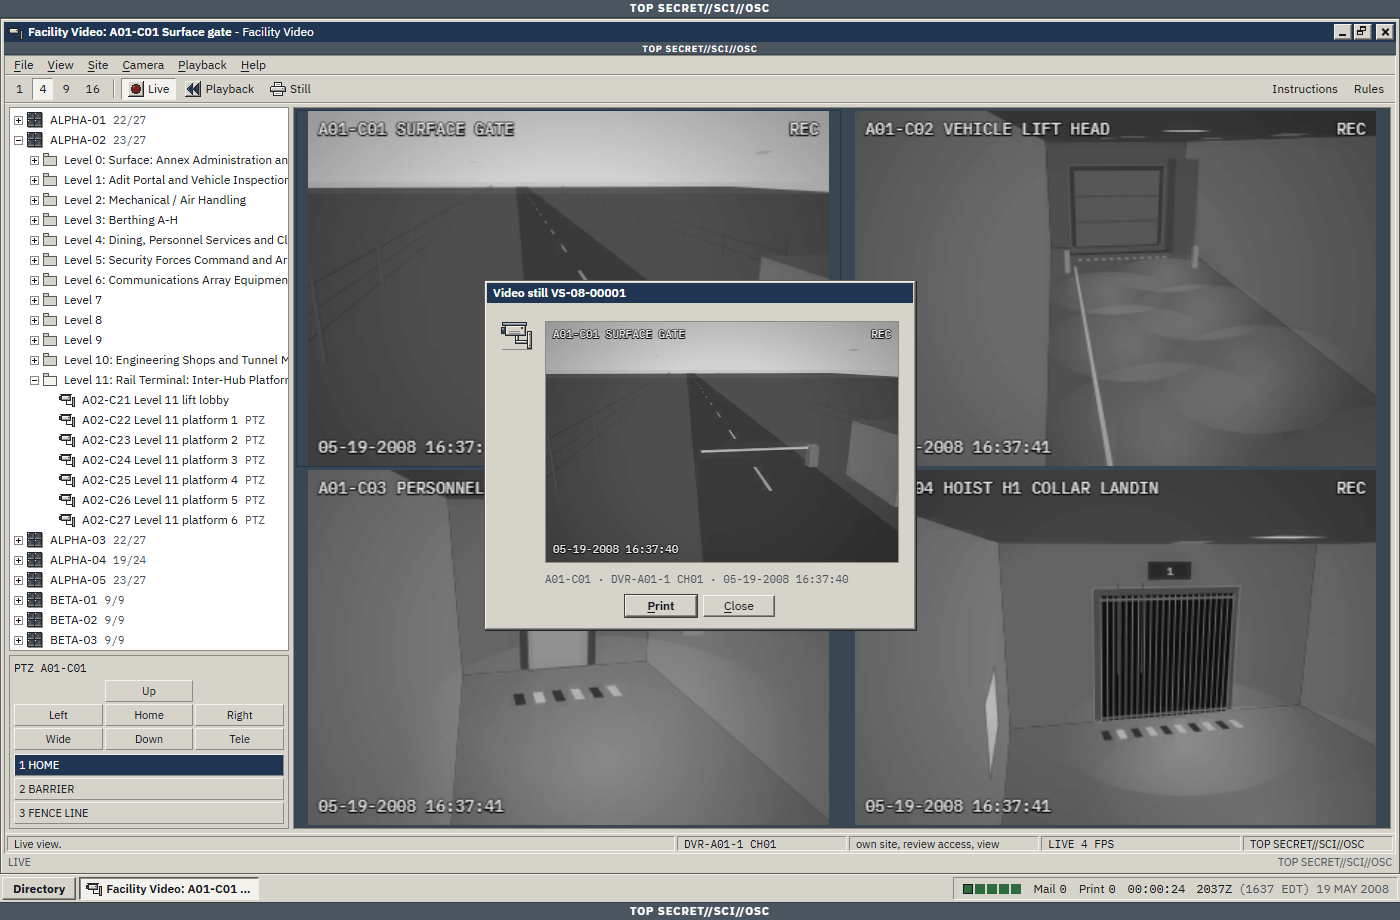 TOP SECRET//SCI//OSC
Facility Video: A01-C01 Surface gate - Facility Video
TOP SECRET//SCI//OSC
File View Site Camera Playback Help
1 4 9 16 Live Playback Still Instructions Rules
ALPHA-01 22/27
ALPHA-02 23/27
Level 0: Surface: Annex Administration an
Level 1: Adit Portal and Vehicle Inspection
Level 2: Mechanical / Air Handling
Level 3: Berthing A-H
Level 4: Dining, Personnel Services and Cl
Level 5: Security Forces Command and Ar
Level 6: Communications Array Equipmen
Level 7
Level 8
Level 9
Level 10: Engineering Shops and Tunnel M
Level 11: Rail Terminal: Inter-Hub Platfor
A02-C21 Level 11 lift lobby
A02-C22 Level 11 platform 1 PTZ
A02-C23 Level 11 platform 2 PTZ
A02-C24 Level 11 platform 3 PTZ
A02-C25 Level 11 platform 4 PTZ
A02-C26 Level 11 platform 5 PTZ
A02-C27 Level 11 platform 6 PTZ
ALPHA-03 22/27
ALPHA-04 19/24
ALPHA-05 23/27
BETA-01 9/9
BETA-02 9/9
BETA-03 9/9
PTZ A01-C01
Up
Left Home Right
Wide Down Tele
1 HOME
2 BARRIER
3 FENCE LINE
A01-C01 SURFACE GATE REC
05-19-2008 16:37:
A01-C02 VEHICLE LIFT HEAD REC
-2008 16:37:41
A01-C03 PERSONNEL
05-19-2008 16:37:41
04 HOIST H1 COLLAR LANDIN REC
1
05-19-2008 16:37:41
Video still VS-08-00001
A01-C01 SURFACE GATE REC
05-19-2008 16:37:40
A01-C01 · DVR-A01-1 CH01 · 05-19-2008 16:37:40
Print Close
Live view. DVR-A01-1 CH01 own site, review access, view LIVE 4 FPS TOP SECRET//SCI//OSC
LIVE TOP SECRET//SCI//OSC
Directory Facility Video: A01-C01 ... Mail 0 Print 0 00:00:24 2037Z (1637 EDT) 19 MAY 2008
TOP SECRET//SCI//OSC